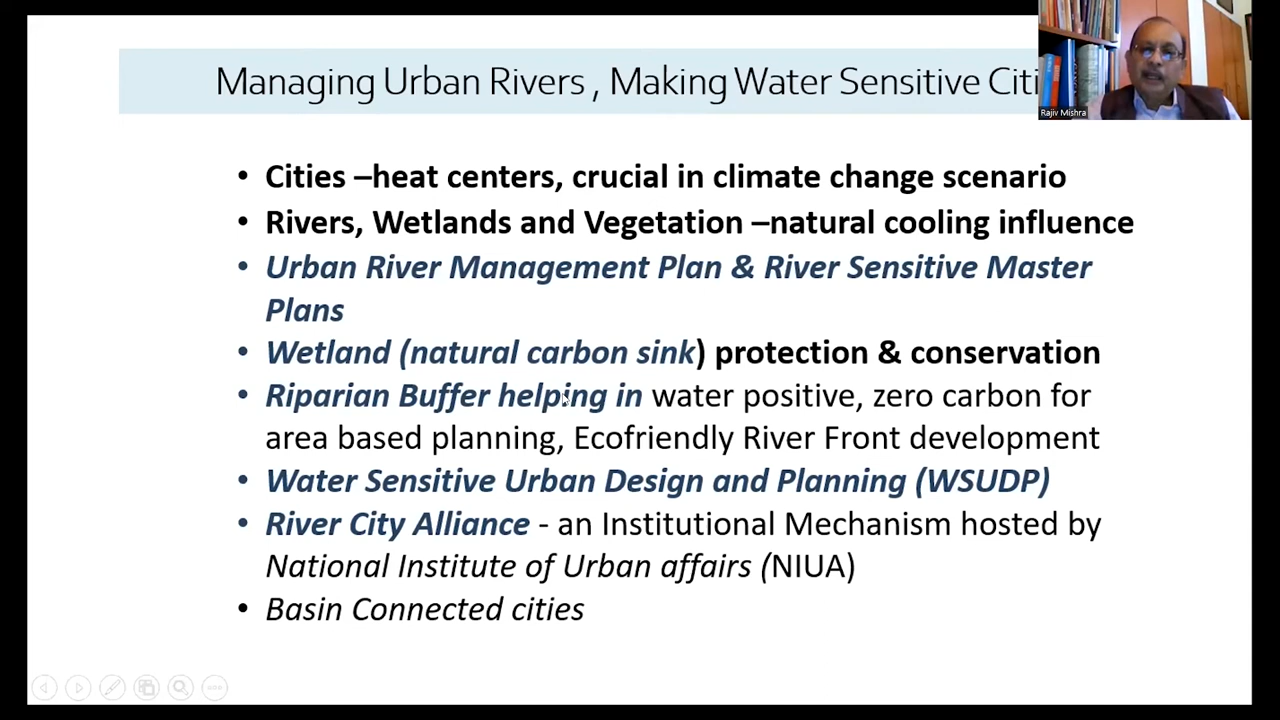 Managing Urban Rivers , Making Water Sensitive Citi
Rajiv Mishra
• Cities –heat centers, crucial in climate change scenario
• Rivers, Wetlands and Vegetation –natural cooling influence
• Urban River Management Plan & River Sensitive Master
Plans
• Wetland (natural carbon sink) protection & conservation
• Riparian Buffer helping in water positive, zero carbon for
area based planning, Ecofriendly River Front development
• Water Sensitive Urban Design and Planning (WSUDP)
• River City Alliance - an Institutional Mechanism hosted by
National Institute of Urban affairs (NIUA)
• Basin Connected cities